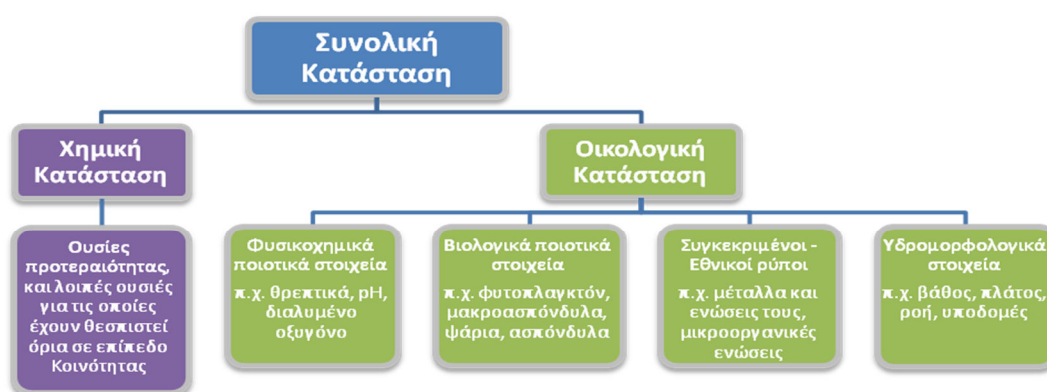 Συνολική
Κατάσταση
Χημική
Κατάσταση
Οικολογική
Κατάσταση
Ουσίες
προτεραιότητας,
και λοιπές ουσιές
για τις οποίες
έχουν θεσπιστεί
όρια σε επίπεδο
Κοινότητας
Φυσικοχημικά
ποιοτικά στοιχεία
π.χ. θρεπτικά, pH,
διαλυμένο
οξυγόνο
Βιολογικά ποιοτικά
στοιχεία
π.χ. φυτοπλαγκτόν,
μακροασπόνδυλα,
ψάρια, ασπόνδυλα
Συγκεκριμένοι -
Εθνικοί ρύποι
π.χ. μέταλλα και
ενώσεις τους,
μικροοργανικές
ενώσεις
Υδρομορφολογικά
στοιχεία
π.χ. βάθος, πλάτος,
ροή, υποδομές